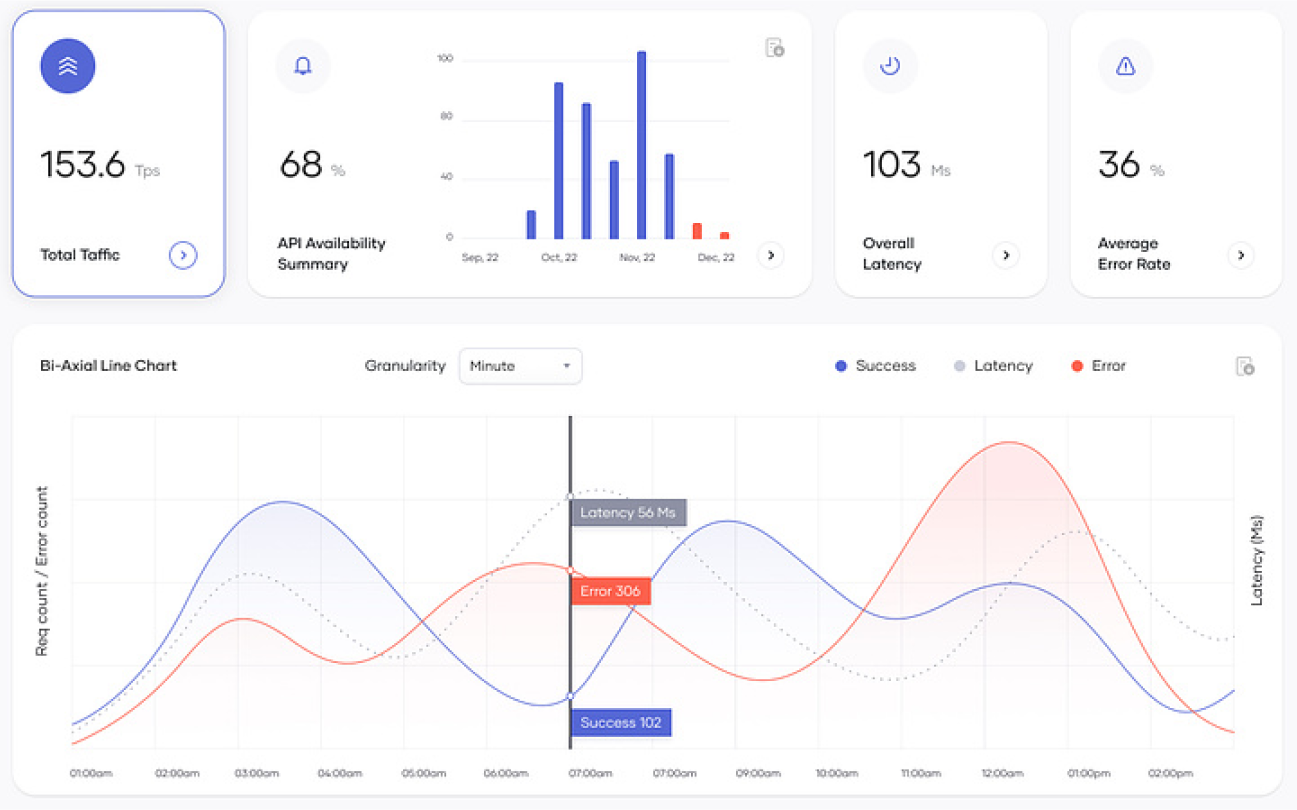 153.6 Tps
Total Taffic
68 %
API Availability
Summary
100
80
40
0
Sep, 22
Oct, 22
Nov, 22
Dec, 22
103 Ms
Overall
Latency
36 %
Average
Error Rate
Bi-Axial Line Chart
Granularity
Minute
Success
Latency
Error
Req count / Error count
Latency 56 Ms
Error 306
Success 102
Latency (Ms)
01:00am
02:00am
03:00am
04:00am
05:00am
06:00am
07:00am
07:00am
09:00am
10:00am
11:00am
12:00am
01:00pm
02:00pm